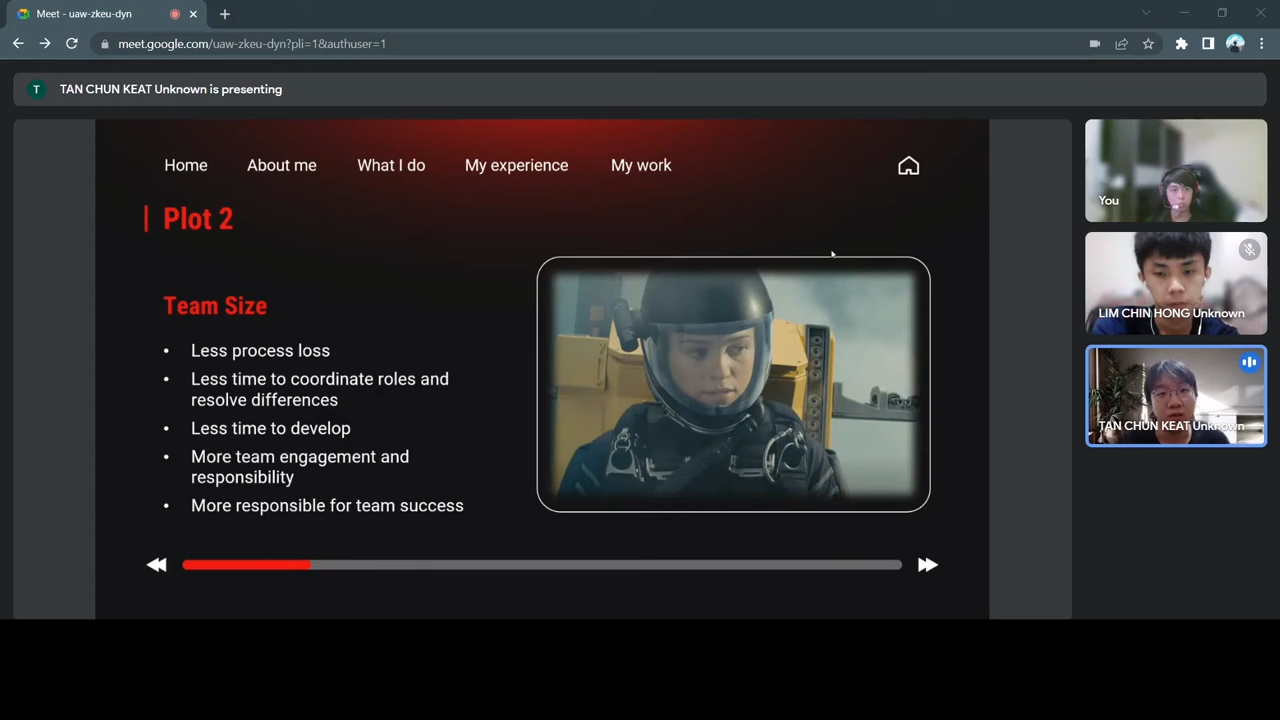 Meet - uaw-zkeu-dyn
meet.google.com/uaw-zkeu-dyn?pli=1&authuser=1
T
TAN CHUN KEAT Unknown is presenting
Home About me What I do My experience My work
Plot 2
Team Size
• Less process loss
• Less time to coordinate roles and
resolve differences
• Less time to develop
• More team engagement and
responsibility
• More responsible for team success
You
LIM CHIN HONG Unknown
TAN CHUN KEAT Unknown